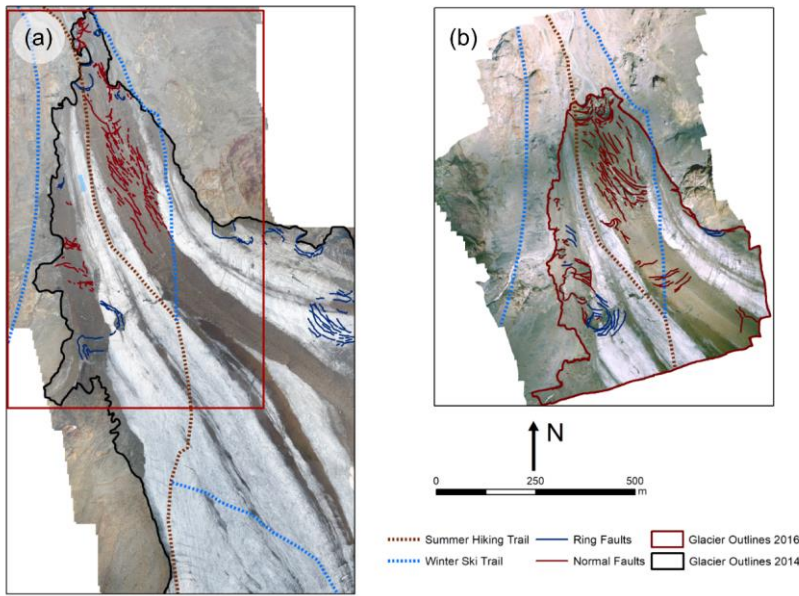 (a)
(b)
N
0 250 500
m
Summer Hiking Trail
Ring Faults
Glacier Outlines 2016
Winter Ski Trail
Normal Faults
Glacier Outlines 2014